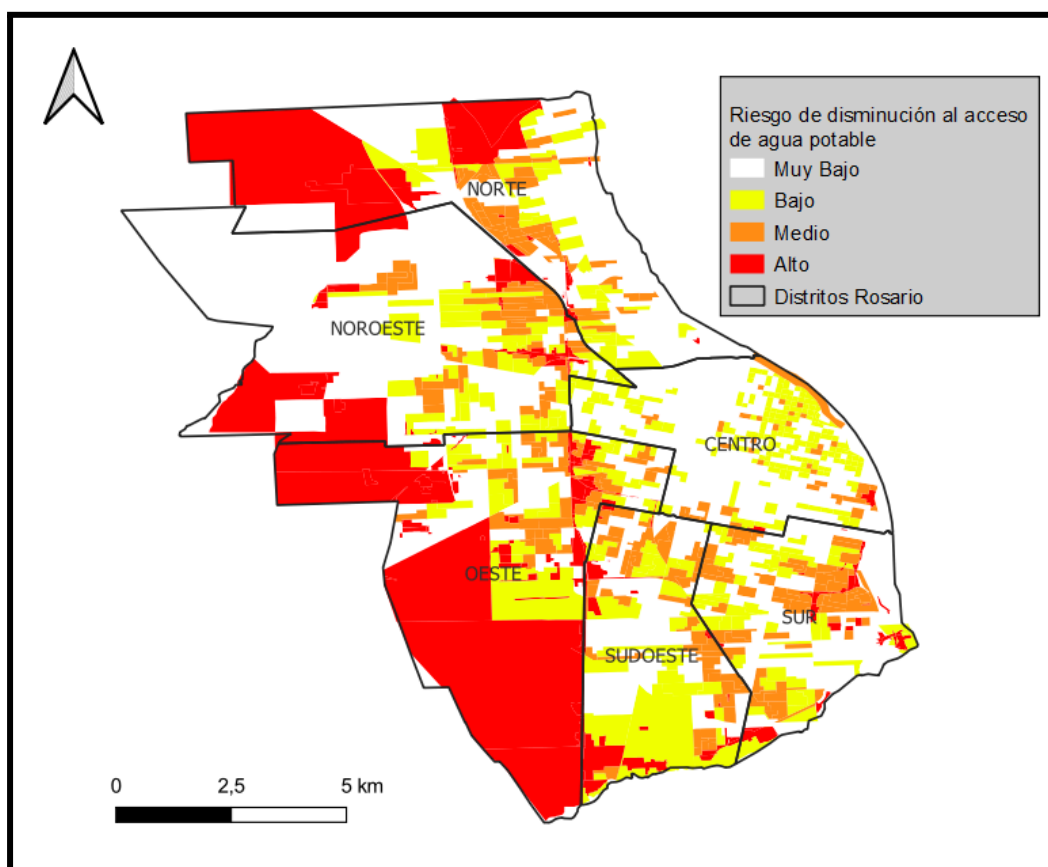 Riesgo de disminución al acceso
de agua potable
Muy Bajo
Bajo
Medio
Alto
Distritos Rosario
NORTE
NOROESTE
CENTRO
OESTE
SUR
SUDOESTE
0 2,5 5 km